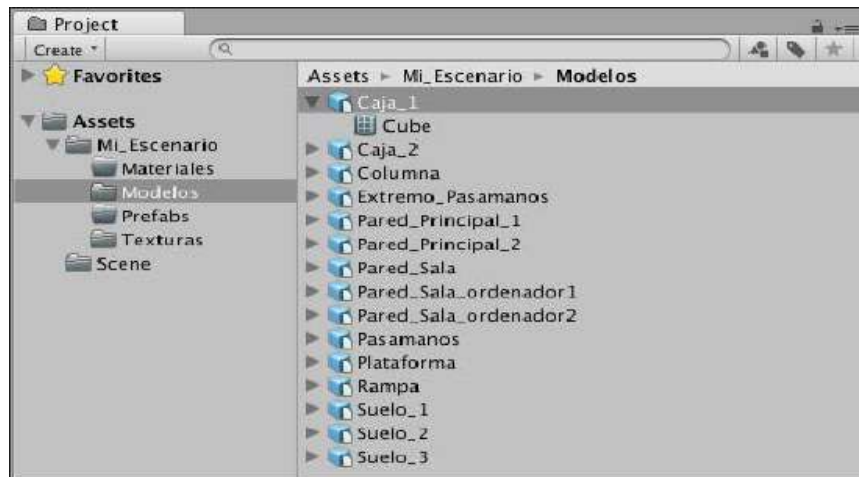 Project
Create
Favorites
Assets
Mi_Escenario
Materiales
Modelos
Prefabs
Texturas
Scene
Assets Mi_Escenario Modelos
Caja_1
Cube
Caja_2
Columna
Extremo_Pasamanos
Pared_Principal_1
Pared_Principal_2
Pared_Sala
Pared_Sala_ordenador1
Pared_Sala_ordenador2
Pasamanos
Plataforma
Rampa
Suelo_1
Suelo_2
Suelo_3